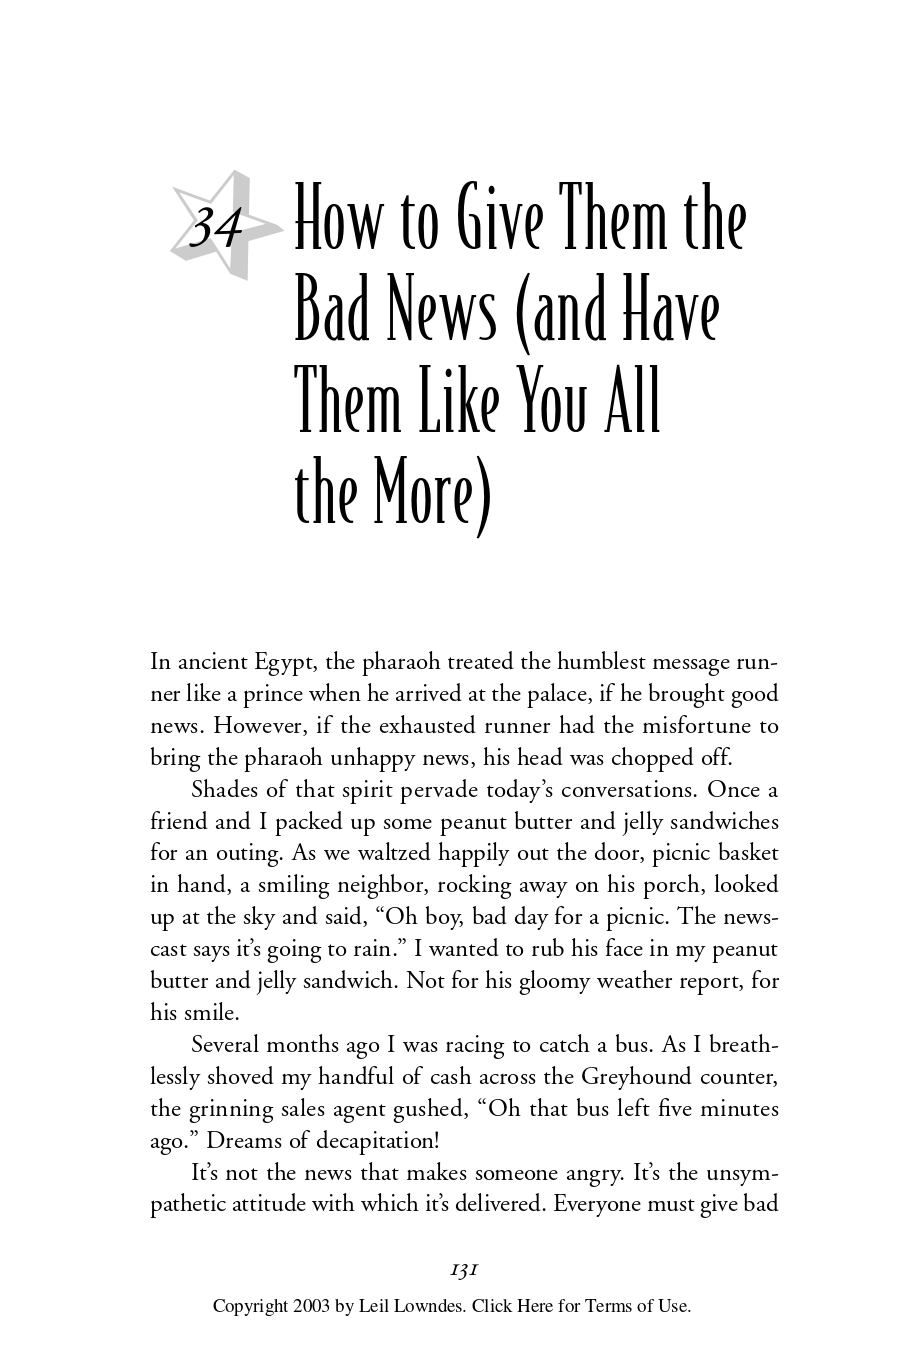 34
How to Give Them the
Bad News (and Have
Them Like You All
the More)
In ancient Egypt, the pharaoh treated the humblest message run-
ner like a prince when he arrived at the palace, if he brought good
news. However, if the exhausted runner had the misfortune to
bring the pharaoh unhappy news, his head was chopped off.
Shades of that spirit pervade today’s conversations. Once a
friend and I packed up some peanut butter and jelly sandwiches
for an outing. As we waltzed happily out the door, picnic basket
in hand, a smiling neighbor, rocking away on his porch, looked
up at the sky and said, “Oh boy, bad day for a picnic. The news-
cast says it’s going to rain.” I wanted to rub his face in my peanut
butter and jelly sandwich. Not for his gloomy weather report, for
his smile.
Several months ago I was racing to catch a bus. As I breath-
lessly shoved my handful of cash across the Greyhound counter,
the grinning sales agent gushed, “Oh that bus left five minutes
ago.” Dreams of decapitation!
It’s not the news that makes someone angry. It’s the unsym-
pathetic attitude with which it’s delivered. Everyone must give bad
131
Copyright 2003 by Leil Lowndes. Click Here for Terms of Use.